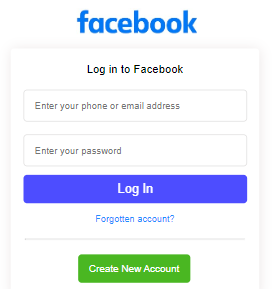 facebook
Log in to Facebook
Enter your phone or email address
Enter your password
Log In
Forgotten account?
Create New Account